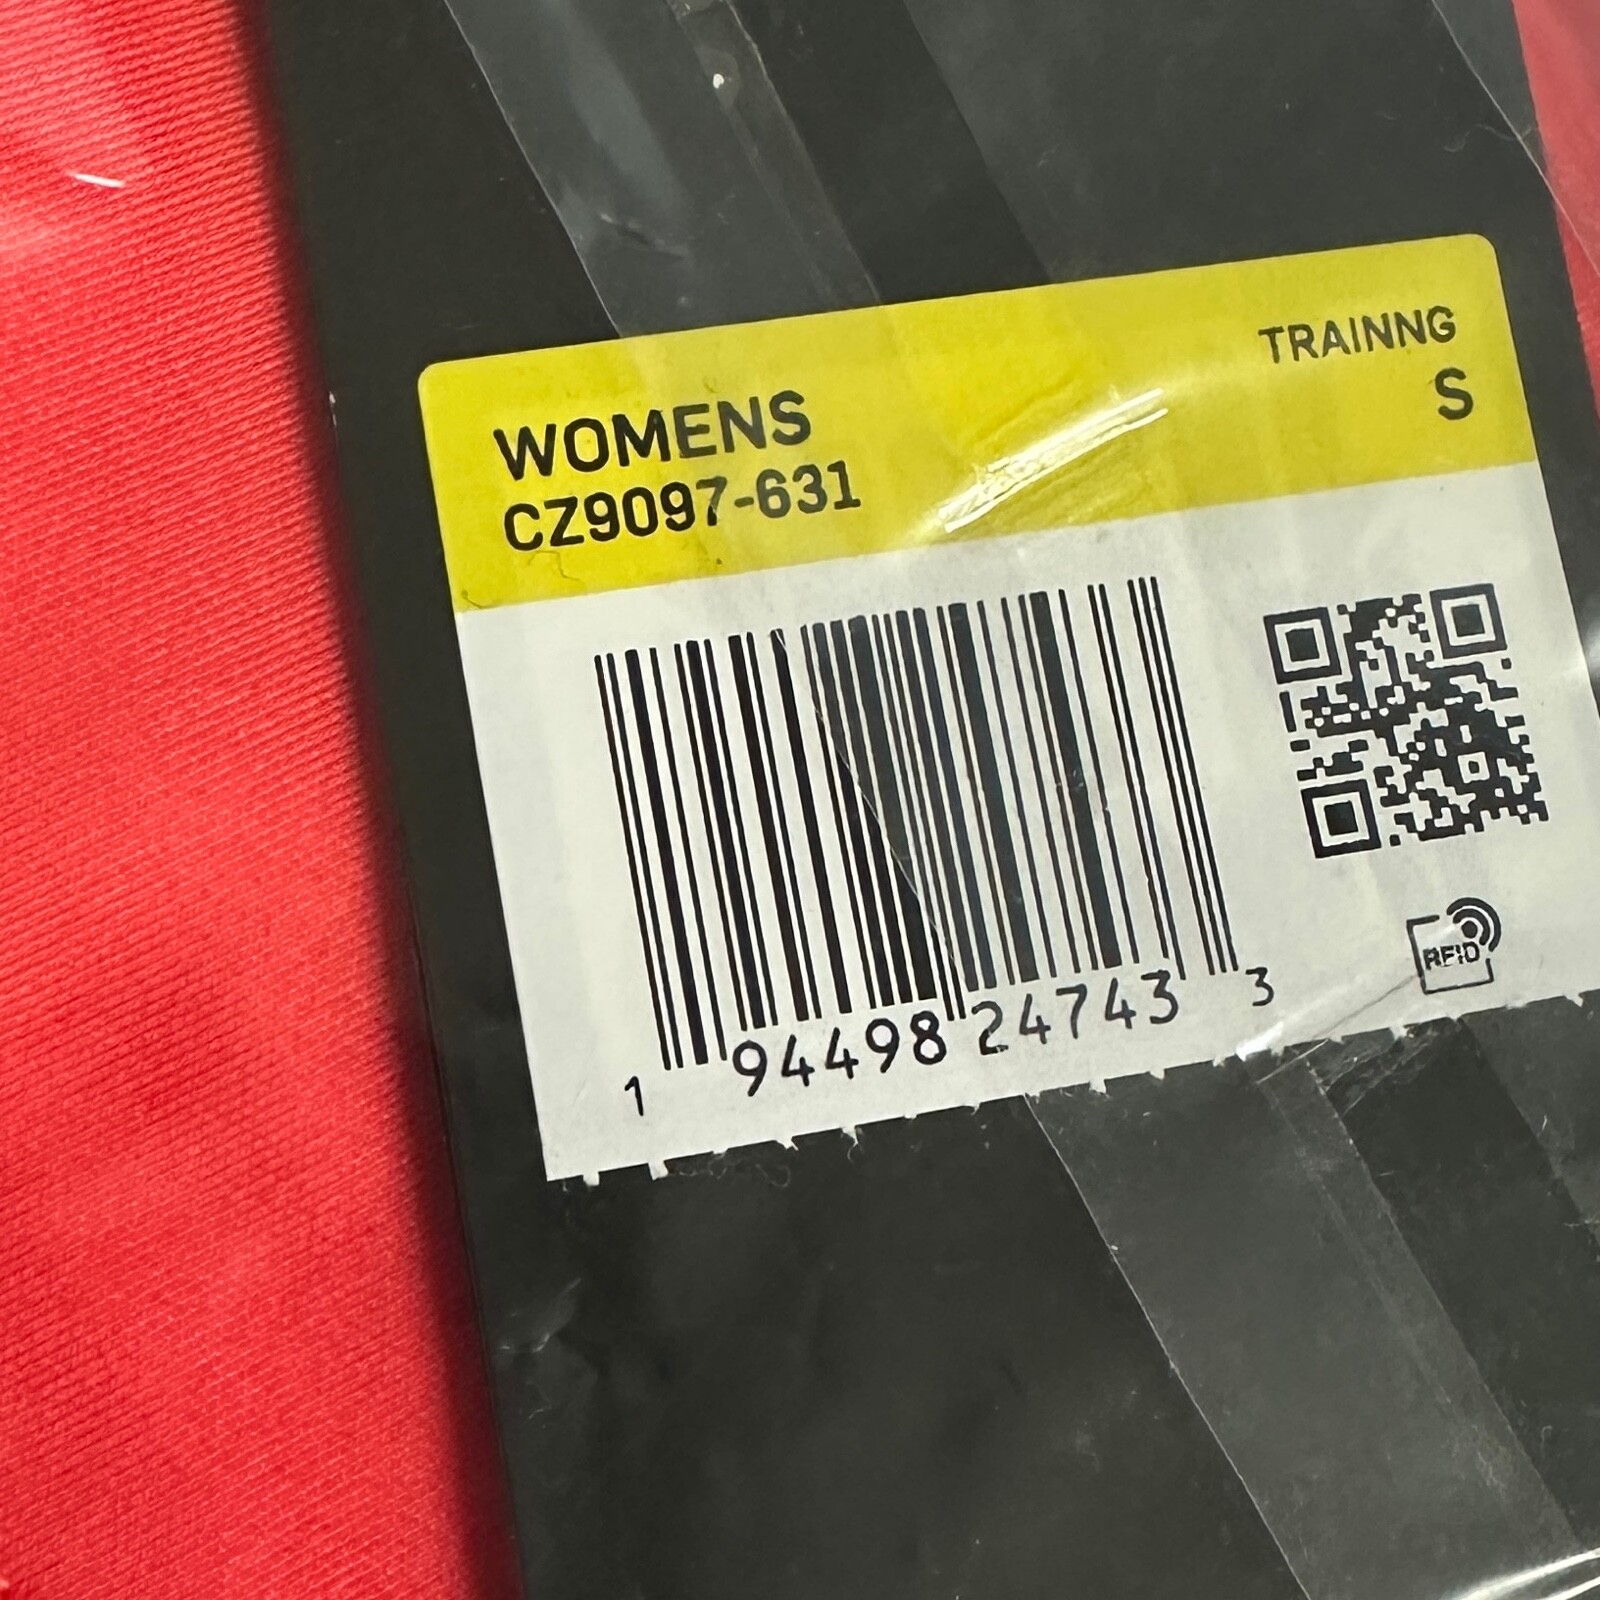 TRAINNG
S
WOMENS
CZ9097-631
1 94498 24743 3
RFID